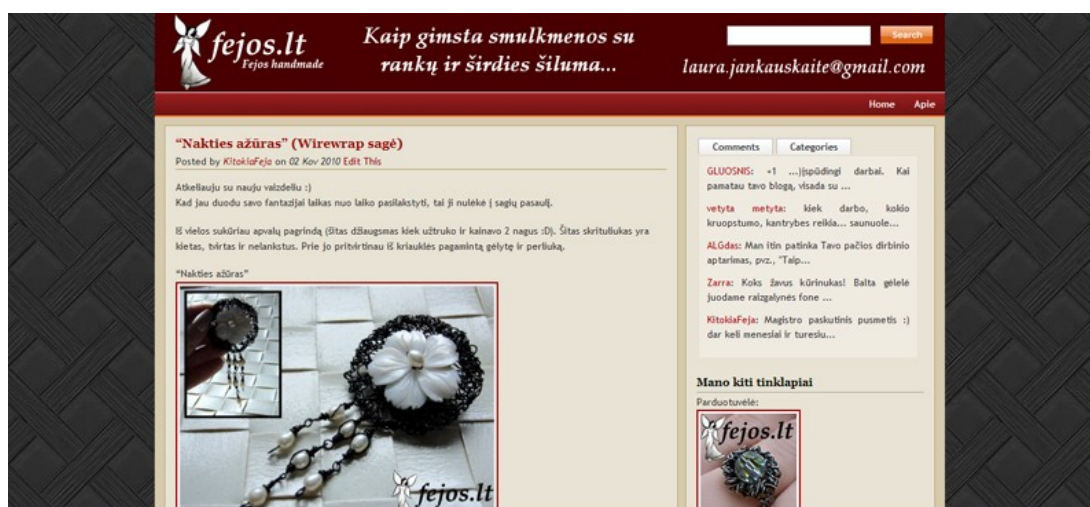 fejos.lt
Fejos handmade
Kaip gimsta smulkmenos su
rankų ir širdies šiluma...
Search
laura.jankauskaite@gmail.com
Home Apie
“Nakties ažūras” (Wirewrap sagė)
Posted by KitokiaFeja on 02 Kov 2010 Edit This
Atkeliauju su nauju vaizdeliu :)
Kad jau duodu savo fantazijai laikas nuo laiko pasilakstyti, tai ji nulėkė į sagių pasaulį.
Iš vielos sukūriau apvalų pagrindą (šitas džiaugsmas kiek užtruko ir kainavo 2 nagus :D). Šitas skrituliukas yra
kietas, tvirtas ir nelankstus. Prie jo pritvirtinau iš kriauklės pagamintą gėlytę ir perliuką.
“Nakties ažūras”
fejos.lt
Comments Categories
GLUOSNIS: +1 ...)įspūdingi darbai. Kai
pamatau tavo blogą, visada su ...
vetyta metyta: kiek darbo, kokio
kruopstumo, kantrybes reikia... saunuole...
ALGdas: Man itin patinka Tavo pačios dirbinio
aptarimas, pvz., "Taip...
Zarra: Koks žavus kūrinukas! Balta gėlelė
juodame raizgalynės fone ...
KitokiaFeja: Magistro paskutinis pusmetis :)
dar keli menesiai ir turesiu...
Mano kiti tinklapiai
Parduotuvėlė:
fejos.lt